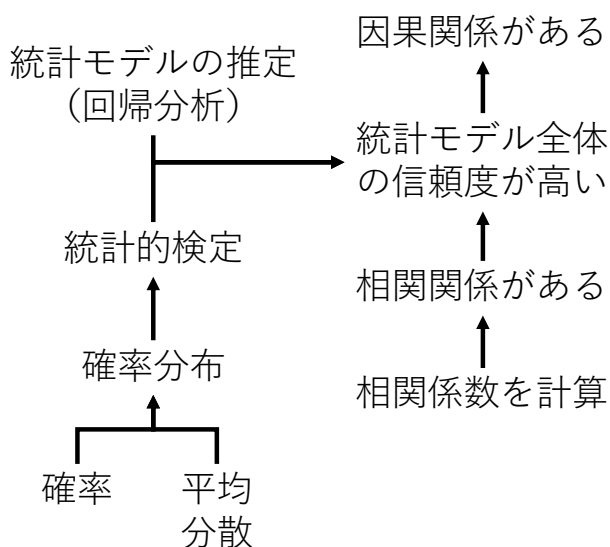 統計モデルの推定
（回帰分析）
統計的検定
確率分布
確率
平均
分散
因果関係がある
統計モデル全体
の信頼度が高い
相関関係がある
相関係数を計算